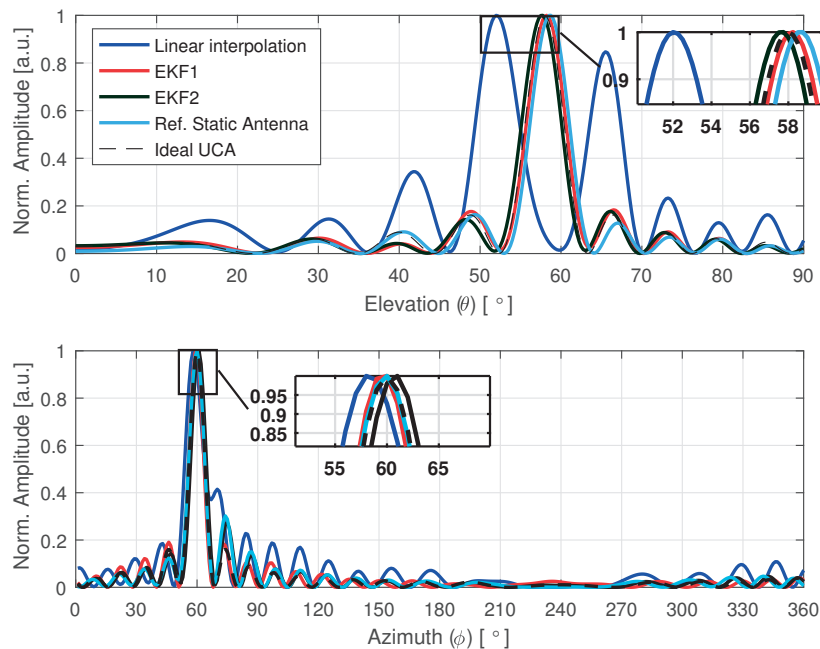 Norm. Amplitude [a.u.]
1
0.8
0.6
0.4
0.2
0
Linear interpolation
EKF1
EKF2
Ref. Static Antenna
Ideal UCA
1
0.9
52 54 56 58
0 10 20 30 40 50 60 70 80 90
Elevation (θ) [ °]
Norm. Amplitude [a.u.]
1
0.8
0.6
0.4
0.2
0
0.95
0.9
0.85
55 60 65
0 30 60 90 120 150 180 210 240 270 300 330 360
Azimuth (ϕ) [ °]